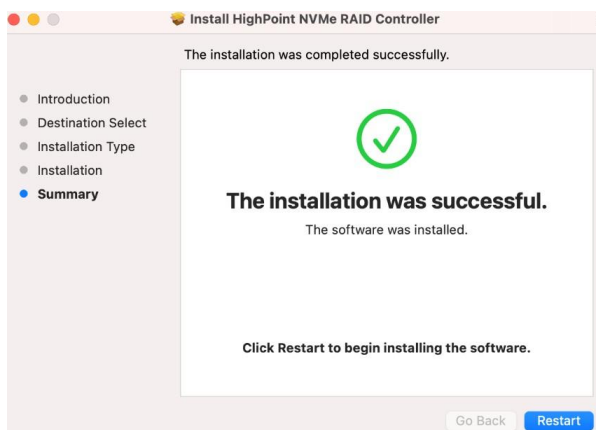 Install HighPoint NVMe RAID Controller
The installation was completed successfully.
Introduction
Destination Select
Installation Type
Installation
Summary
The installation was successful.
The software was installed.
Click Restart to begin installing the software.
Go Back
Restart